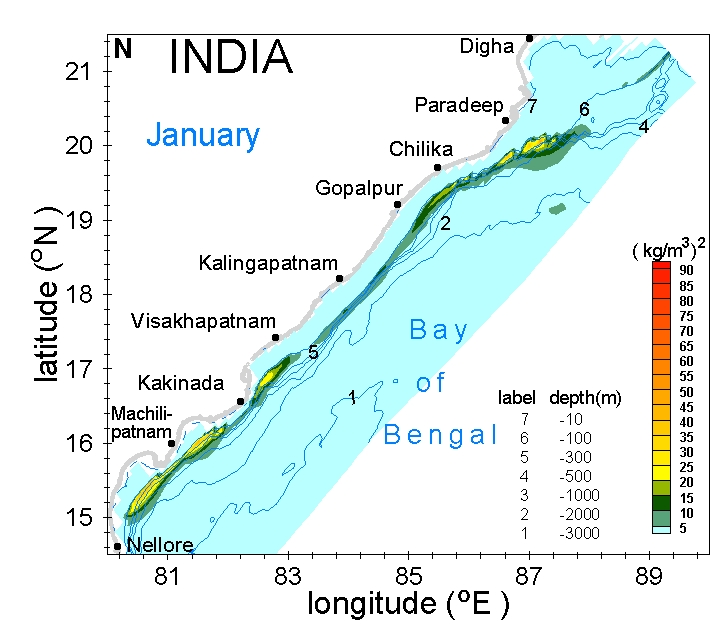 N
INDIA
January
Digha
Paradeep
Chilika
Gopalpur
Kalingapatnam
Visakhapatnam
Kakinada
Machili-
patnam
Nellore
7
6
4
2
5
1
Bay
of
Bengal
(kg/m³)²
90
85
80
75
70
65
60
55
50
45
40
35
30
25
20
15
10
5
label depth(m)
7 -10
6 -100
5 -300
4 -500
3 -1000
2 -2000
1 -3000
21
20
19
18
17
16
15
latitude (°N)
81 83 85 87 89
longitude (°E )